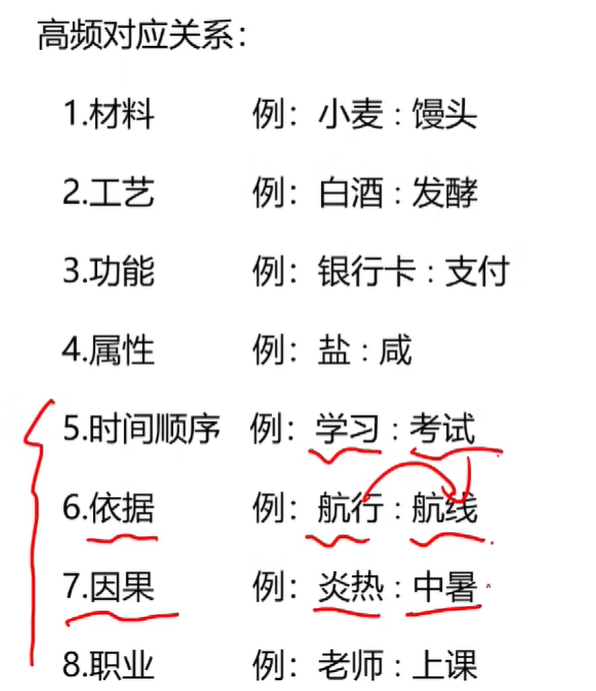 高频对应关系：
1.材料 例：小麦：馒头
2.工艺 例：白酒：发酵
3.功能 例：银行卡：支付
4.属性 例：盐：咸
5.时间顺序 例：学习：考试
6.依据 例：航行：航线
7.因果 例：炎热：中暑
8.职业 例：老师：上课